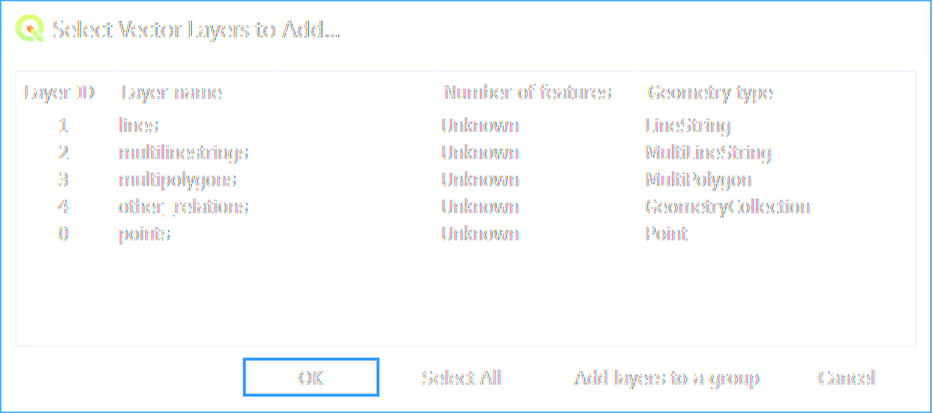 Select Vector Layers to Add...
Layer ID Layer name Number of features Geometry type
1 lines Unknown LineString
2 multilinestrings Unknown MultiLineString
3 multipolygons Unknown MultiPolygon
4 other_relations Unknown GeometryCollection
0 points Unknown Point
OK Select All Add layers to a group Cancel